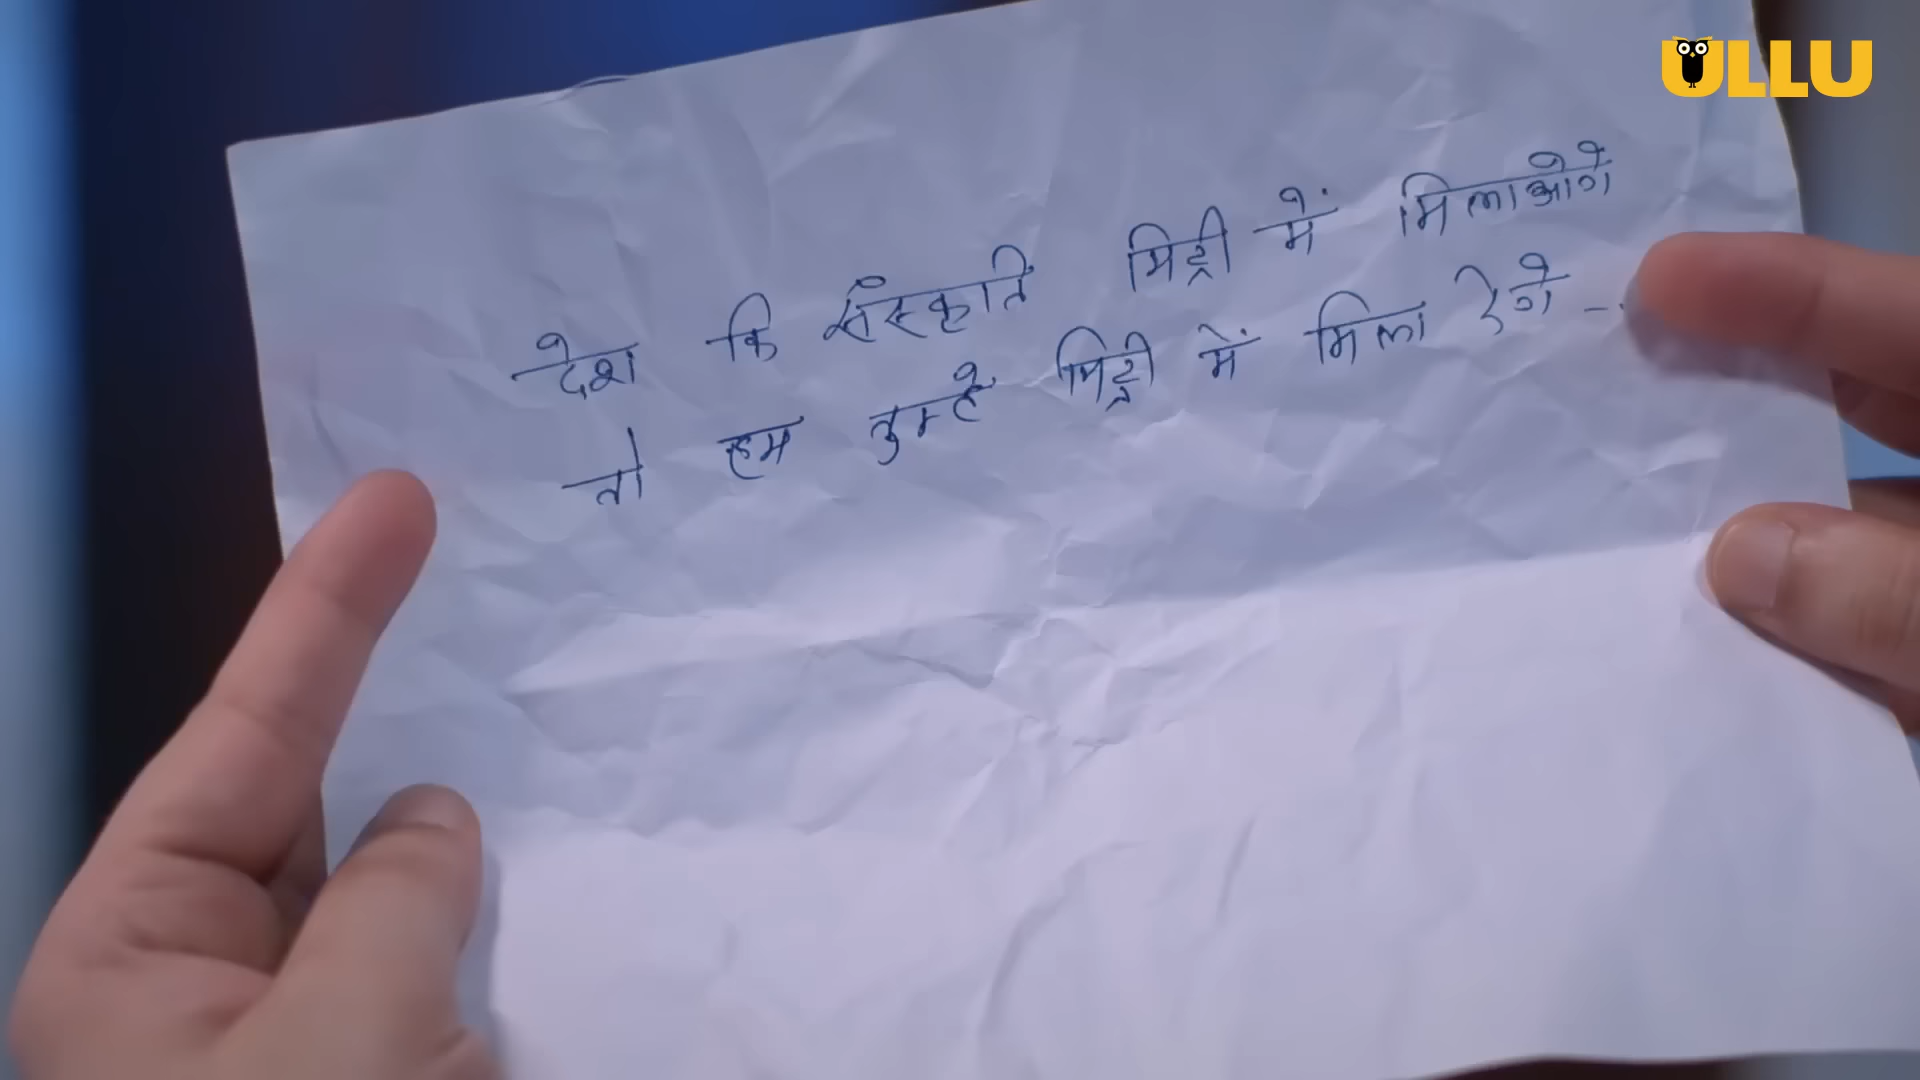 ULLU
देश कि संस्कृति मिट्टी में मिलाओगे
तो हम तुम्हे मिट्टी में मिला देंगे -..